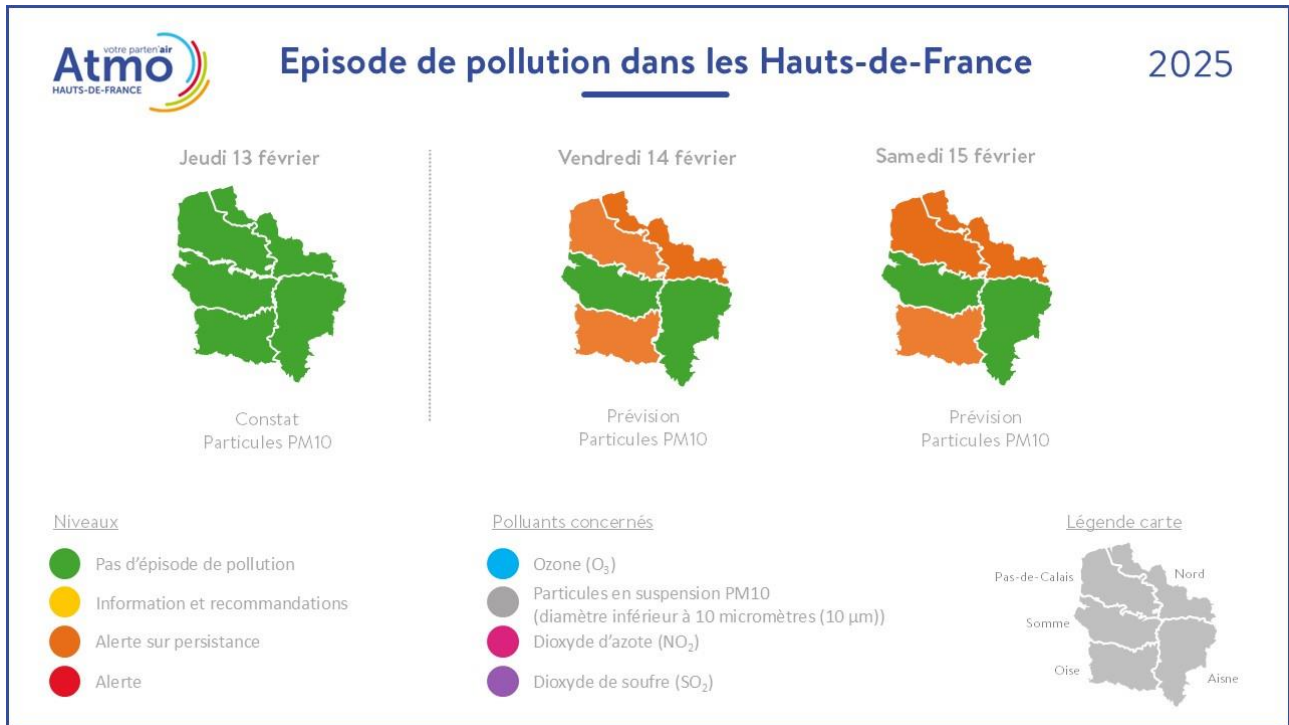 votre parten'air
Atmo
HAUTS-DE-FRANCE
Episode de pollution dans les Hauts-de-France
2025
Jeudi 13 février
Vendredi 14 février
Samedi 15 février
Constat
Particules PM10
Prévision
Particules PM10
Prévision
Particules PM10
Niveaux
Pas d'épisode de pollution
Information et recommandations
Alerte sur persistance
Alerte
Polluants concernés
Ozone (O₃)
Particules en suspension PM10
(diamètre inférieur à 10 micromètres (10 µm))
Dioxyde d'azote (NO₂)
Dioxyde de soufre (SO₂)
Légende carte
Pas-de-Calais
Nord
Somme
Oise
Aisne